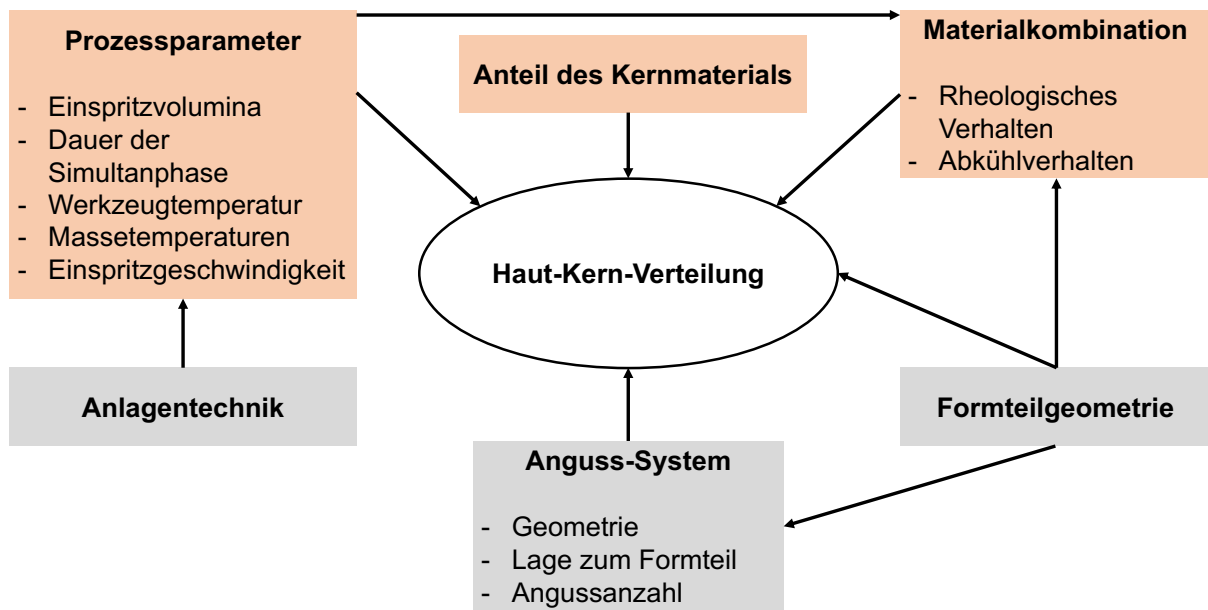 Prozessparameter
- Einspritzvolumina
- Dauer der
Simultanphase
- Werkzeugtemperatur
- Massetemperaturen
- Einspritzgeschwindigkeit
Anteil des Kernmaterials
Materialkombination
- Rheologisches
Verhalten
- Abkühlverhalten
Haut-Kern-Verteilung
Anlagentechnik
Formteilgeometrie
Anguss-System
- Geometrie
- Lage zum Formteil
- Angussanzahl